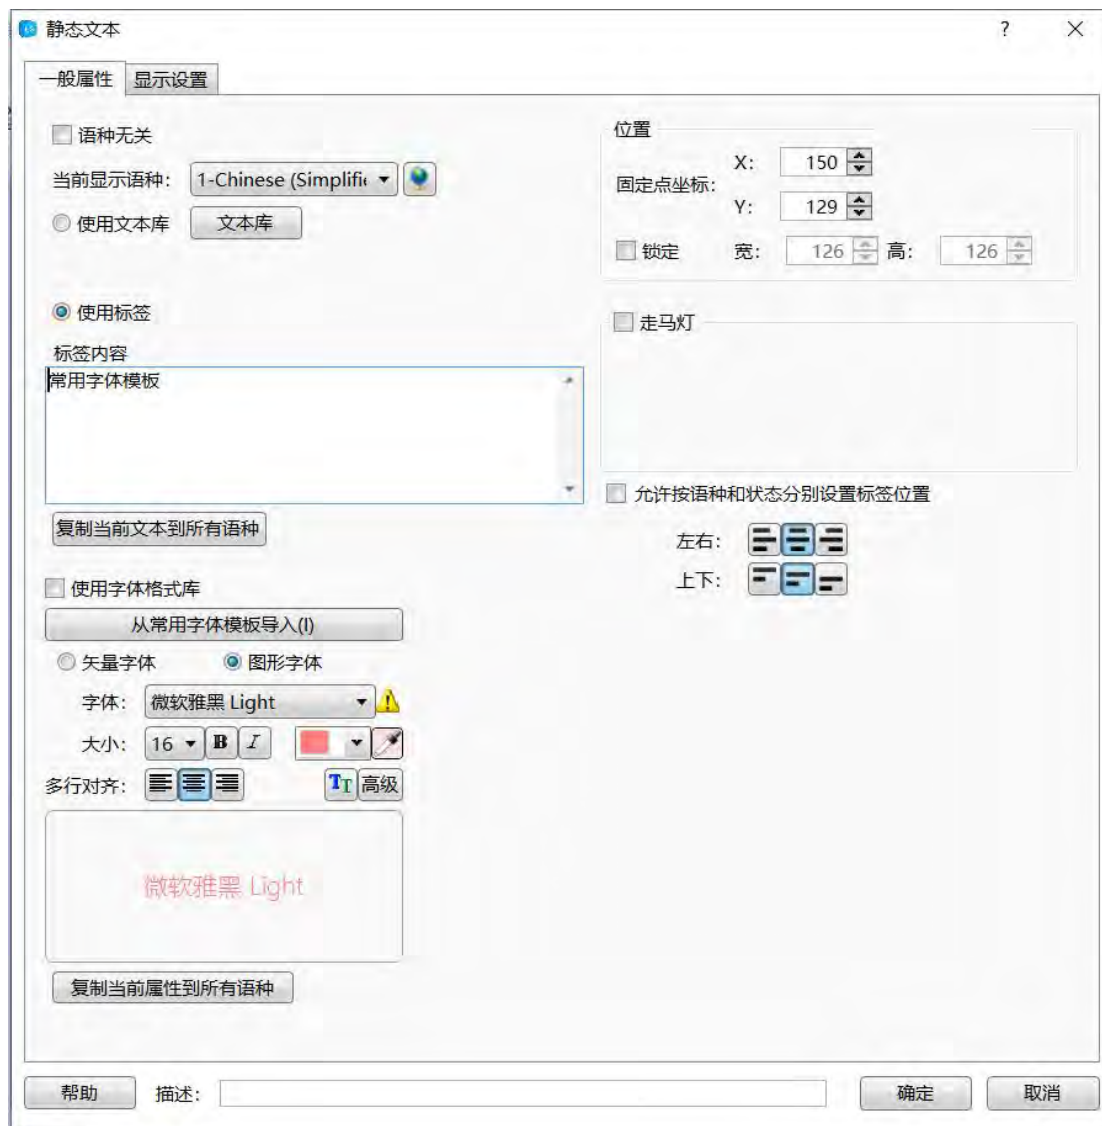 静态文本
?
一般属性 显示设置
语种无关
当前显示语种: 1-Chinese (Simplifi
使用文本库 文本库
使用标签
标签内容
常用字体模板
复制当前文本到所有语种
使用字体格式库
从常用字体模板导入(I)
矢量字体 图形字体
字体: 微软雅黑 Light
大小: 16 B I
多行对齐: TT 高级
微软雅黑 Light
复制当前属性到所有语种
位置
固定点坐标:
X: 150
Y: 129
锁定 宽: 126 高: 126
走马灯
允许按语种和状态分别设置标签位置
左右:
上下:
帮助 描述: 确定 取消